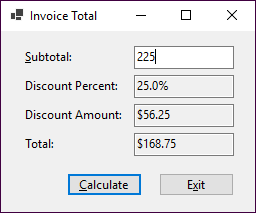 Invoice Total
Subtotal: 225
Discount Percent: 25.0%
Discount Amount: $56.25
Total: $168.75
Calculate Exit